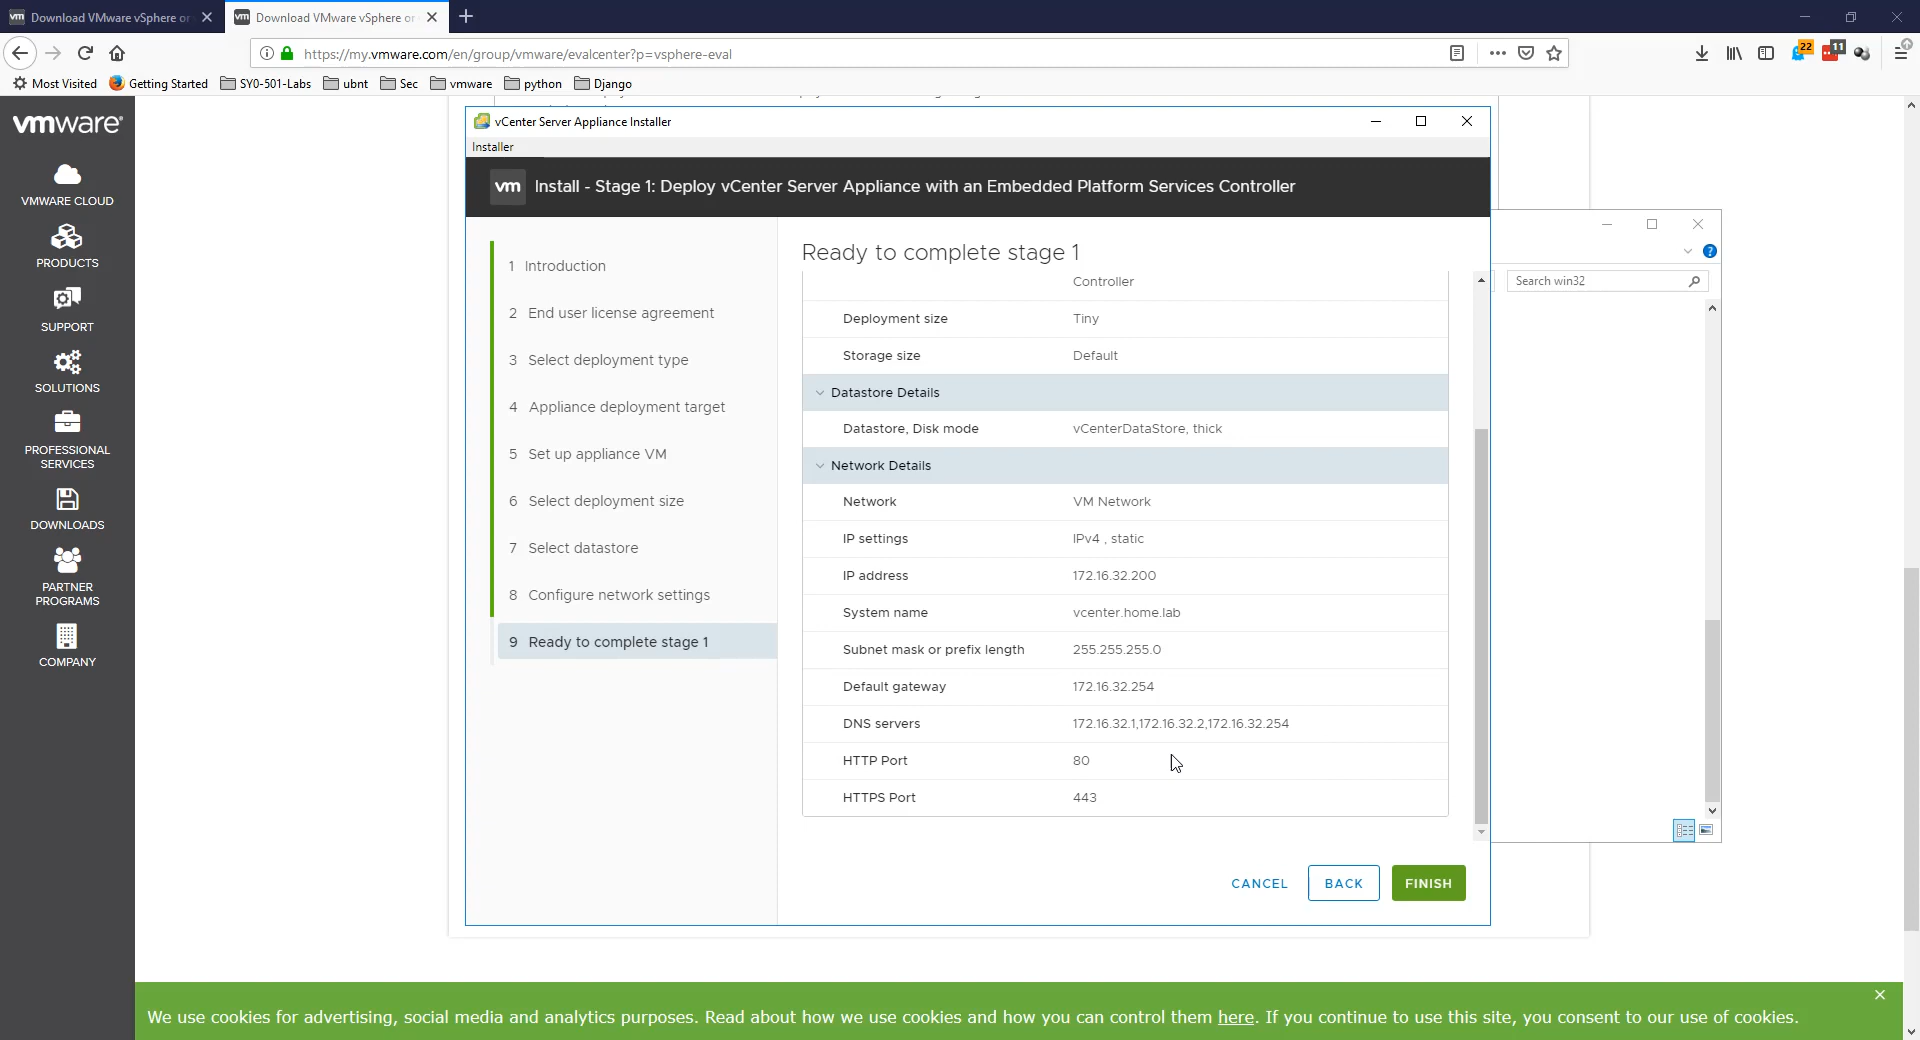 Download VMware vSphere or
Download VMware vSphere or
https://my.vmware.com/en/group/vmware/evalcenter?p=vsphere-eval
22
11
Most Visited
Getting Started
SY0-501-Labs
ubnt
Sec
vmware
python
Django
vmware
VMWARE CLOUD
PRODUCTS
SUPPORT
SOLUTIONS
PROFESSIONAL
SERVICES
DOWNLOADS
PARTNER
PROGRAMS
COMPANY
vCenter Server Appliance Installer
Installer
vm Install - Stage 1: Deploy vCenter Server Appliance with an Embedded Platform Services Controller
1 Introduction
2 End user license agreement
3 Select deployment type
4 Appliance deployment target
5 Set up appliance VM
6 Select deployment size
7 Select datastore
8 Configure network settings
9 Ready to complete stage 1
Ready to complete stage 1
Controller
Deployment size Tiny
Storage size Default
Datastore Details
Datastore, Disk mode vCenterDataStore, thick
Network Details
Network VM Network
IP settings IPv4 , static
IP address 172.16.32.200
System name vcenter.home.lab
Subnet mask or prefix length 255.255.255.0
Default gateway 172.16.32.254
DNS servers 172.16.32.1,172.16.32.2,172.16.32.254
HTTP Port 80
HTTPS Port 443
CANCEL
BACK
FINISH
Search win32
We use cookies for advertising, social media and analytics purposes. Read about how we use cookies and how you can control them here. If you continue to use this site, you consent to our use of cookies.